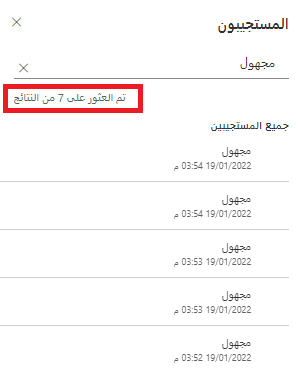 المستجيبون
مجهول
تم العثور على 7 من النتائج
جميع المستجيبين
مجهول
19/01/2022 03:54 م
مجهول
19/01/2022 03:54 م
مجهول
19/01/2022 03:53 م
مجهول
19/01/2022 03:53 م
مجهول
19/01/2022 03:52 م